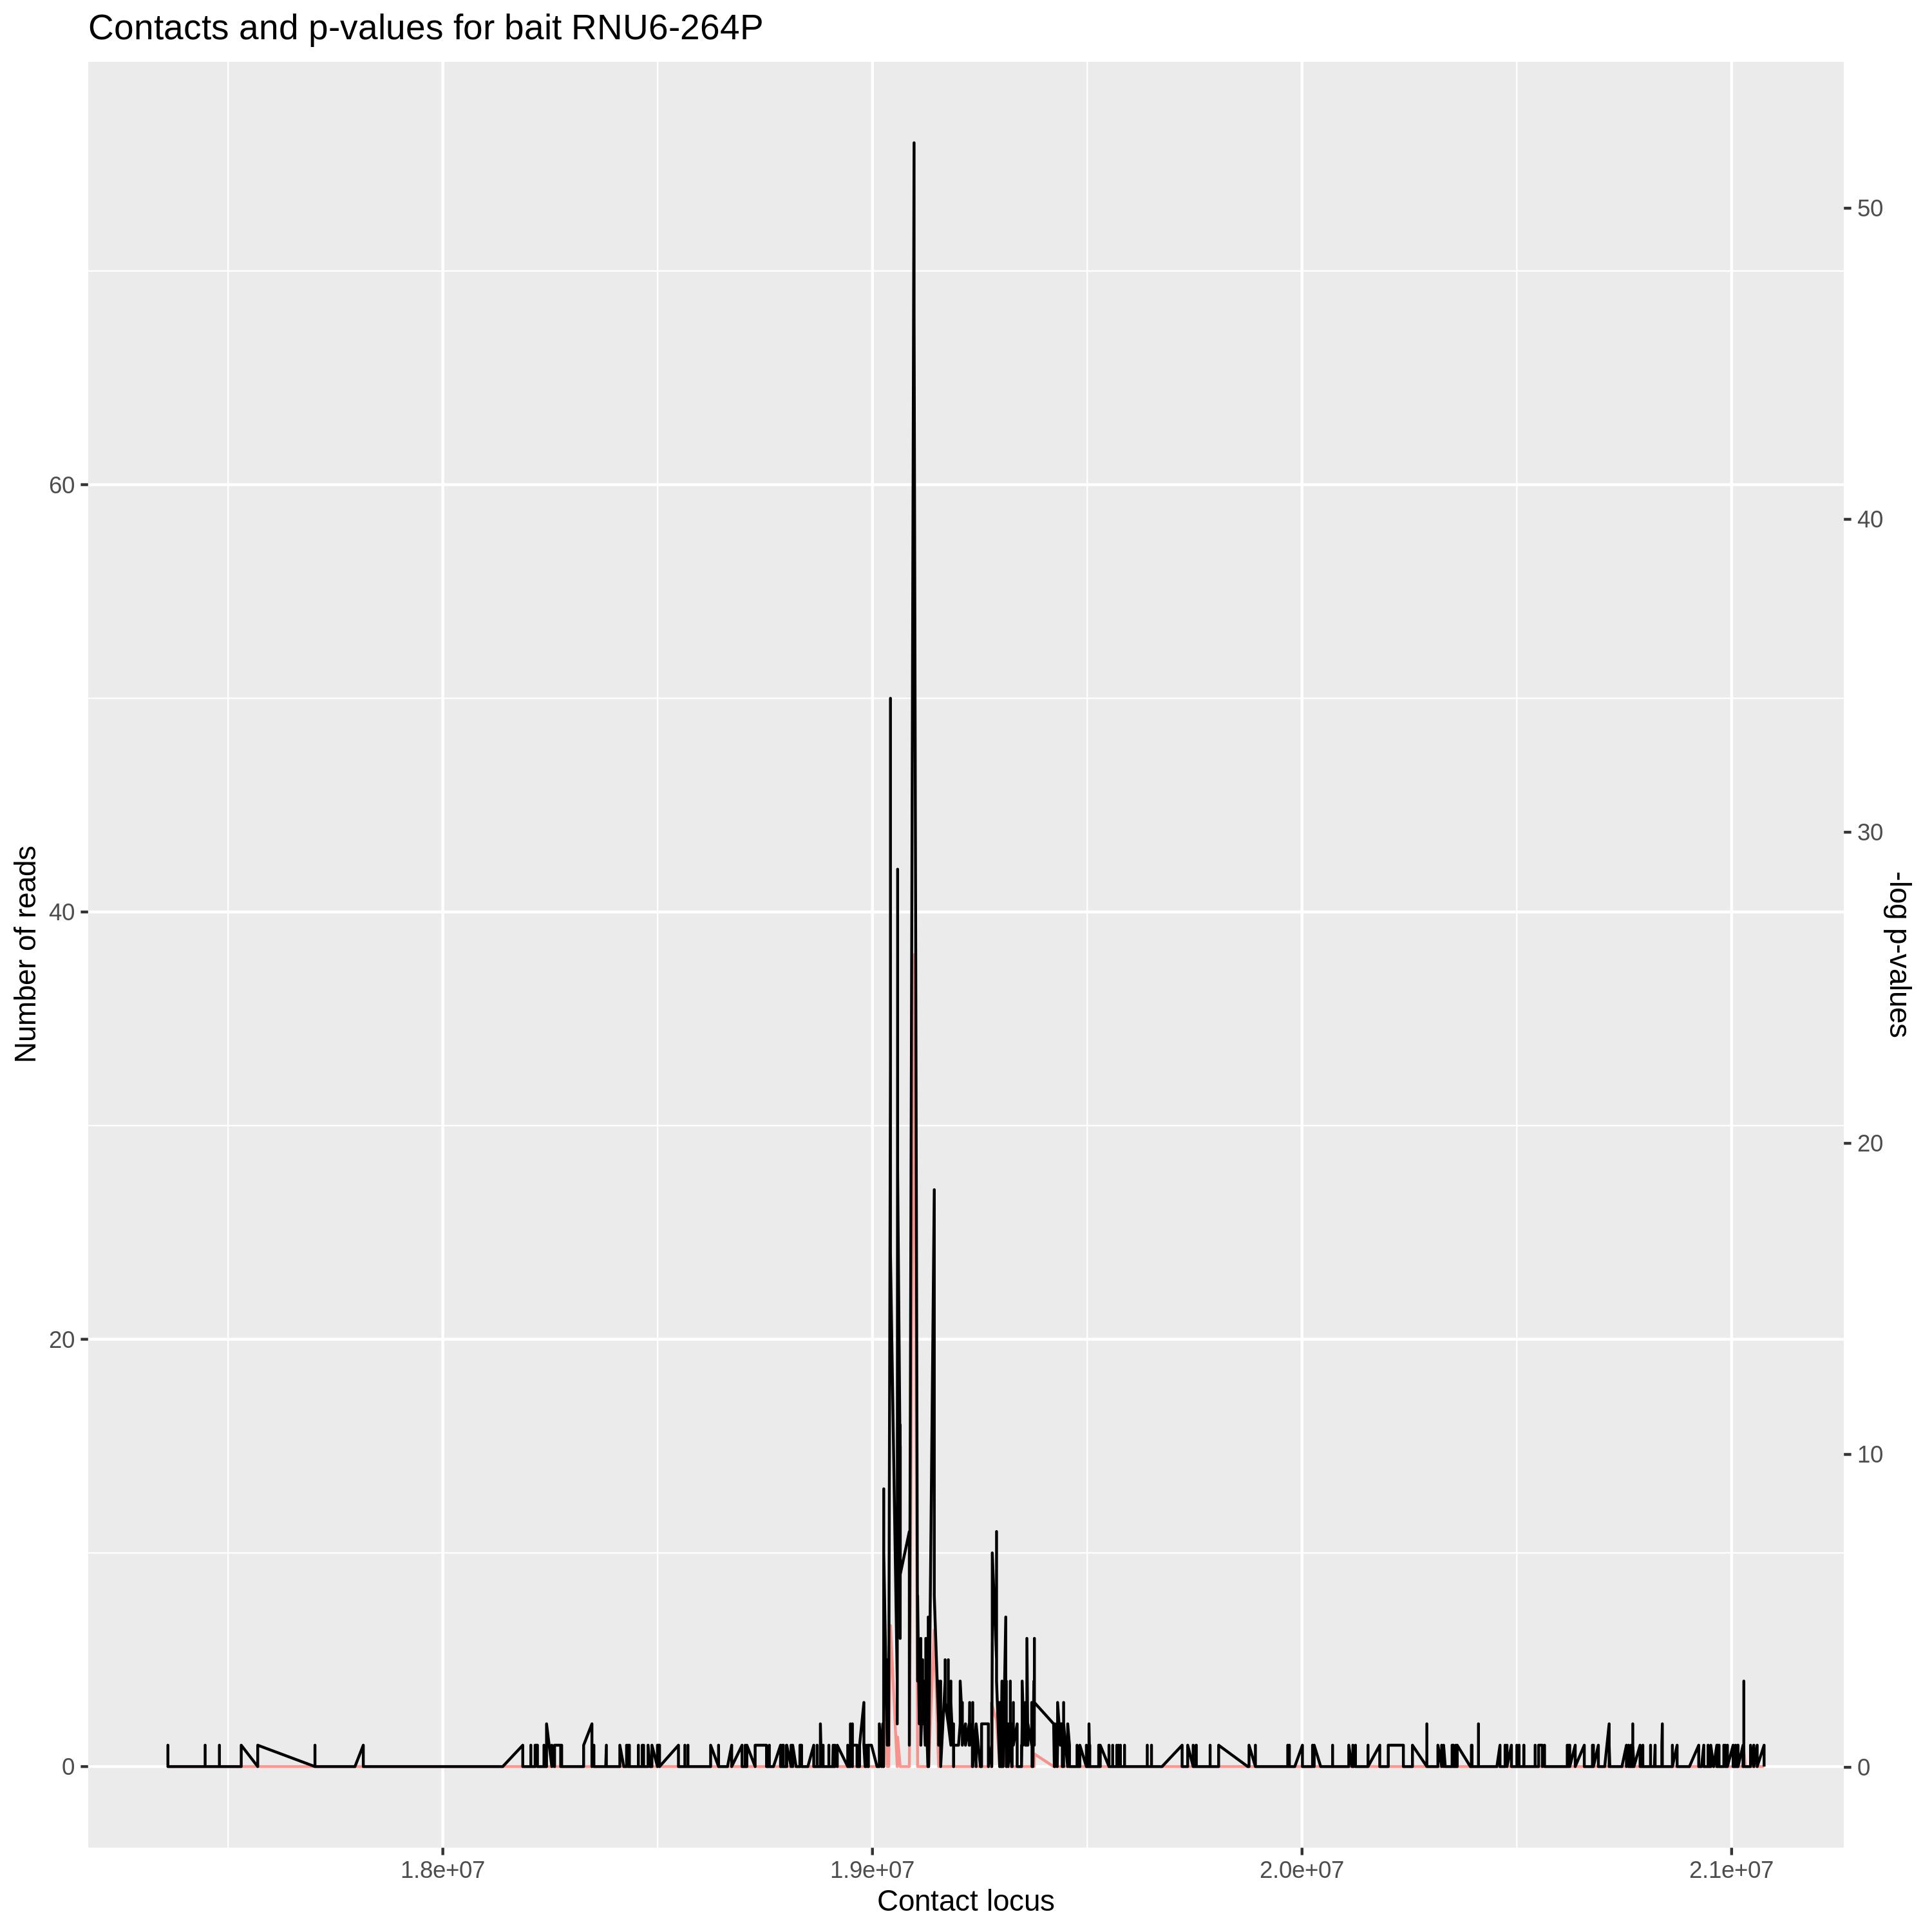 Contacts and p-values for bait RNU6-264P
Number of reads
60
40
20
0
50
40
30
20
10
0
-log p-values
1.8e+07
1.9e+07
2.0e+07
2.1e+07
Contact locus